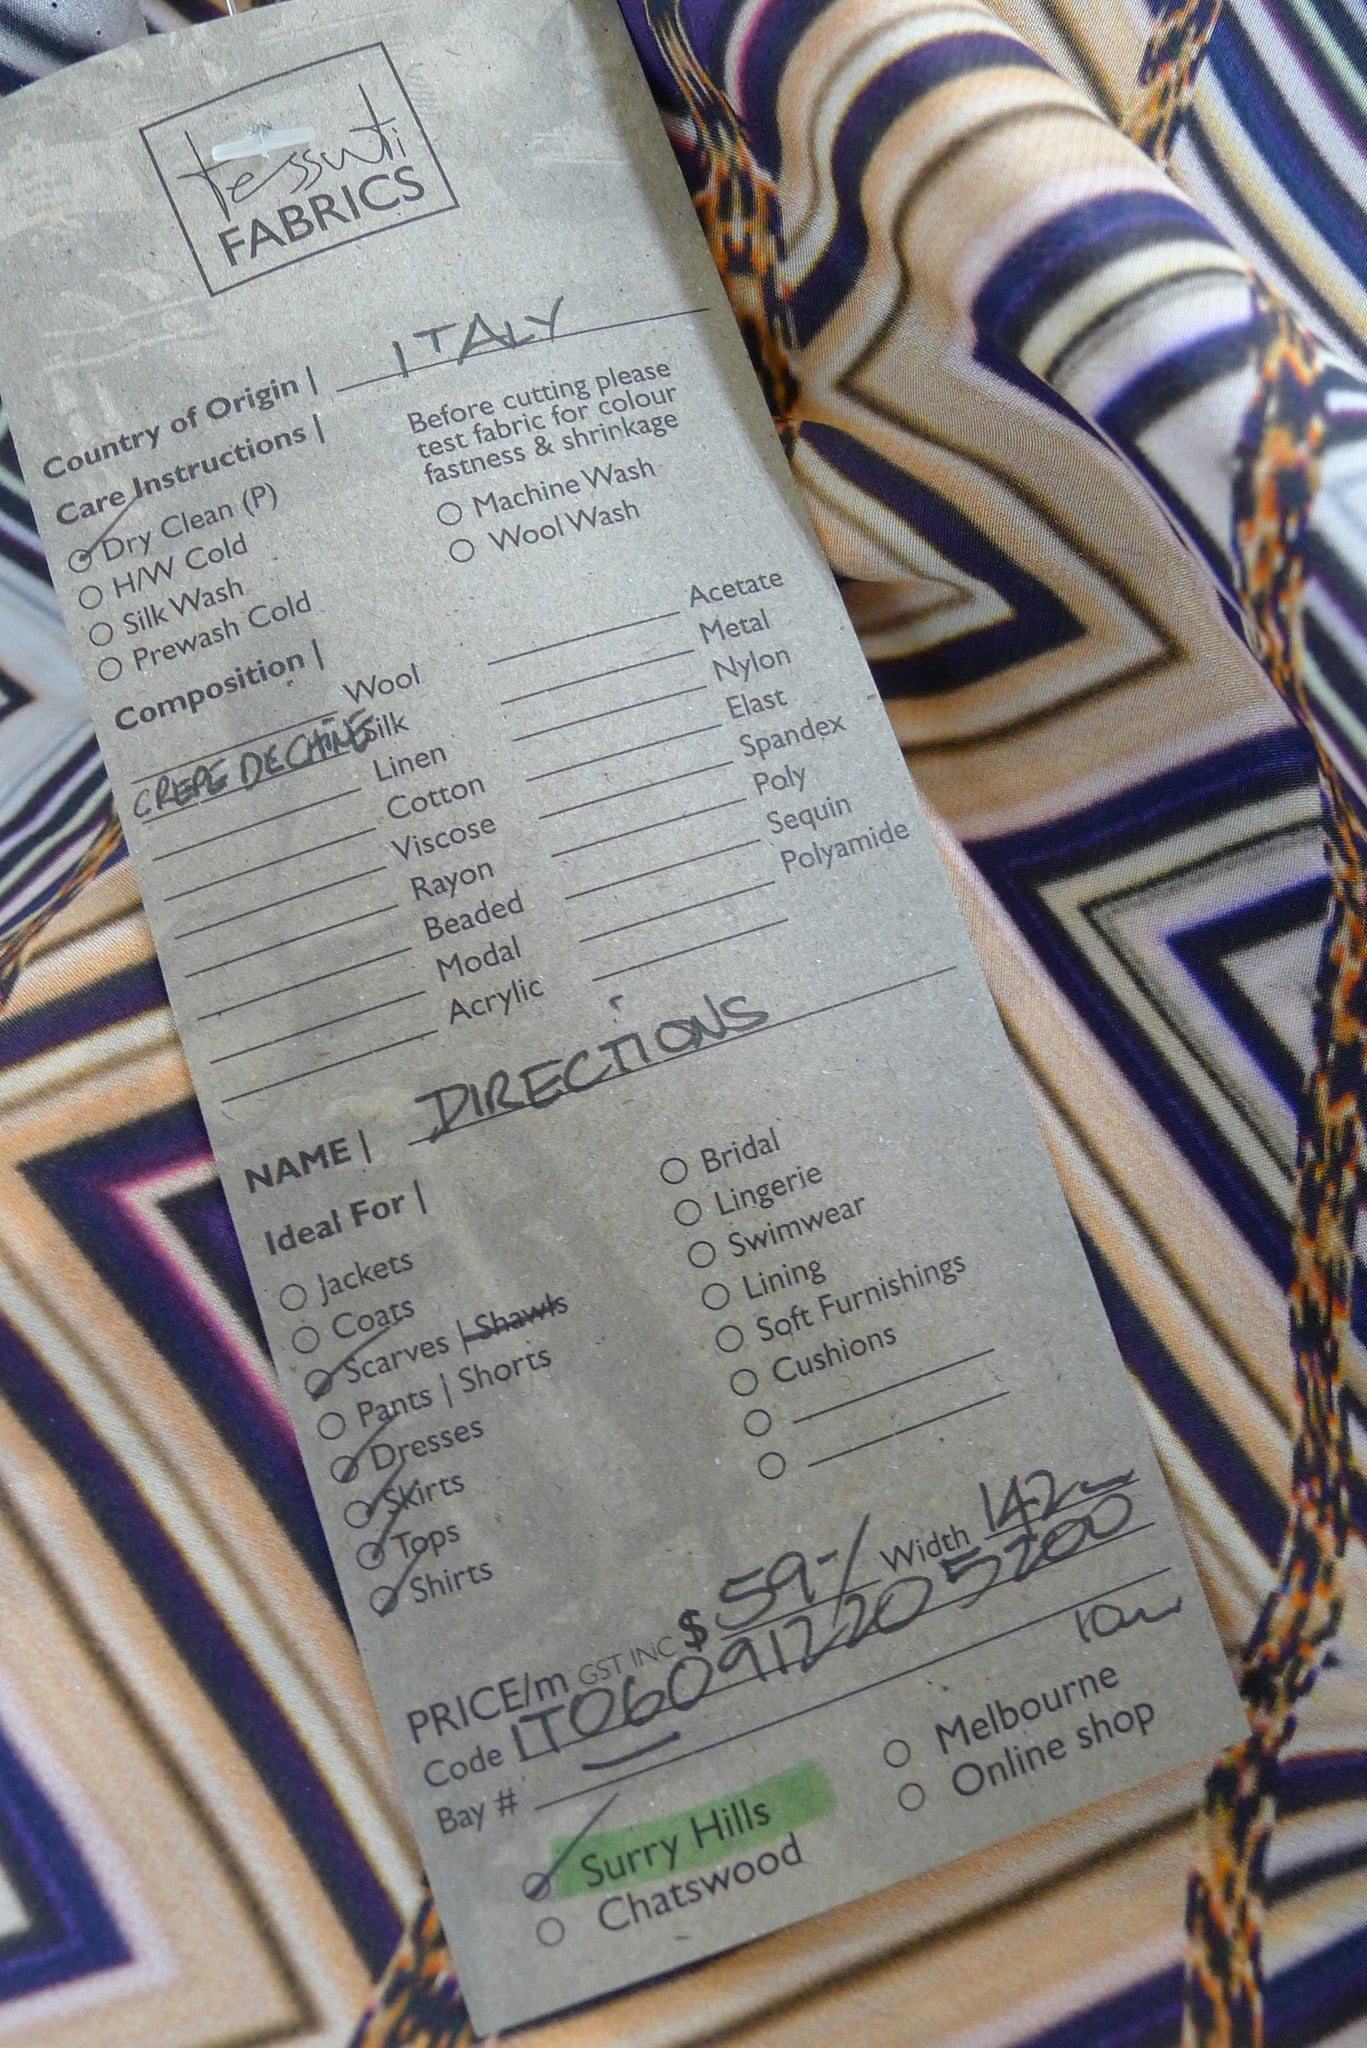 tessuti
FABRICS
Country of Origin | ITALY
Care Instructions |
Before cutting please
test fabric for colour
fastness & shrinkage
Dry Clean (P)
H/W Cold
Silk Wash
Prewash Cold
Machine Wash
Wool Wash
Composition |
Wool
CREPE DE CHINE Silk
Linen
Cotton
Viscose
Rayon
Beaded
Modal
Acrylic
Acetate
Metal
Nylon
Elast
Spandex
Poly
Sequin
Polyamide
NAME | DIRECTIONS
Ideal For |
Jackets
Coats
Scarves | Shawls
Pants | Shorts
Dresses
Skirts
Tops
Shirts
Bridal
Lingerie
Swimwear
Lining
Soft Furnishings
Cushions
PRICE/m GST INC $59-/ Width 142
Code IT060912205200
Bay #
Surry Hills
Chatswood
Melbourne
Online shop